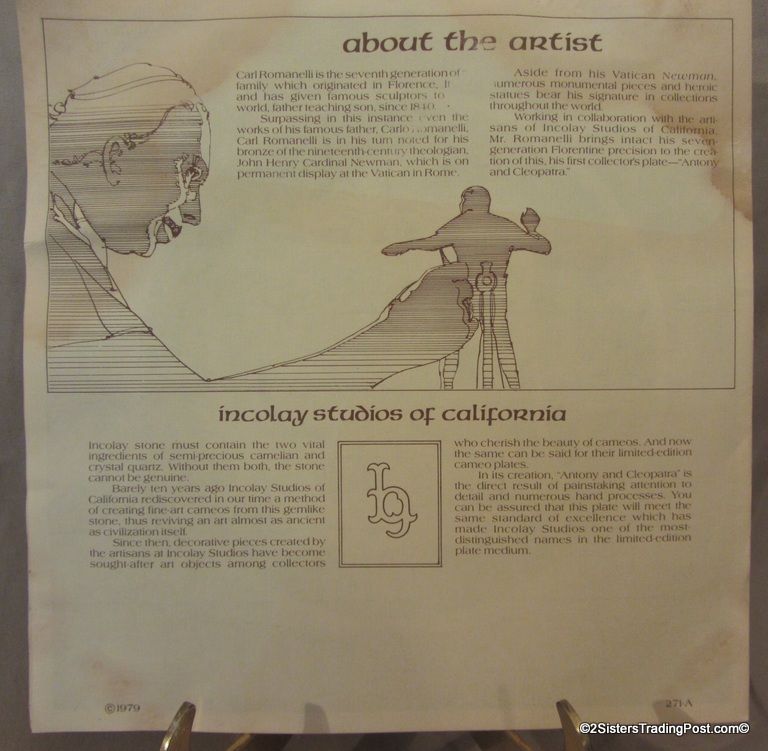 about the artist
Carl Romanelli is the seventh generation of
family which originated in Florence, It
and has given famous sculptors to
world, father teaching son, since 1840.
Surpassing in this instance even the
works of his famous father, Carlo Romanelli,
Carl Romanelli is in his turn noted for his
bronze of the nineteenth-century theologian,
John Henry Cardinal Newman, which is on
permanent display at the Vatican in Rome.
Aside from his Vatican Newman,
numerous monumental pieces and heroic
statues bear his signature in collections
throughout the world.
Working in collaboration with the arti-
sans of Incolay Studios of California,
Mr. Romanelli brings intact his seven-
generation Florentine precision to the crea-
tion of this, his first collector's plate—"Antony
and Cleopatra."
incolay studios of california
Incolay stone must contain the two vital
ingredients of semi-precious carnelian and
crystal quartz. Without them both, the stone
cannot be genuine.
Barely ten years ago Incolay Studios of
California rediscovered in our time a method
of creating fine-art cameos from this gemlike
stone, thus reviving an art almost as ancient
as civilization itself.
Since then, decorative pieces created by
the artisans at Incolay Studios have become
sought-after art objects among collectors
who cherish the beauty of cameos. And now
the same can be said for their limited-edition
cameo plates.
In its creation, "Antony and Cleopatra" is
the direct result of painstaking attention to
detail and numerous hand processes. You
can be assured that this plate will meet the
same standard of excellence which has
made Incolay Studios one of the most-
distinguished names in the limited-edition
plate medium.
©1979
271-A
©2SistersTradingPost.com©